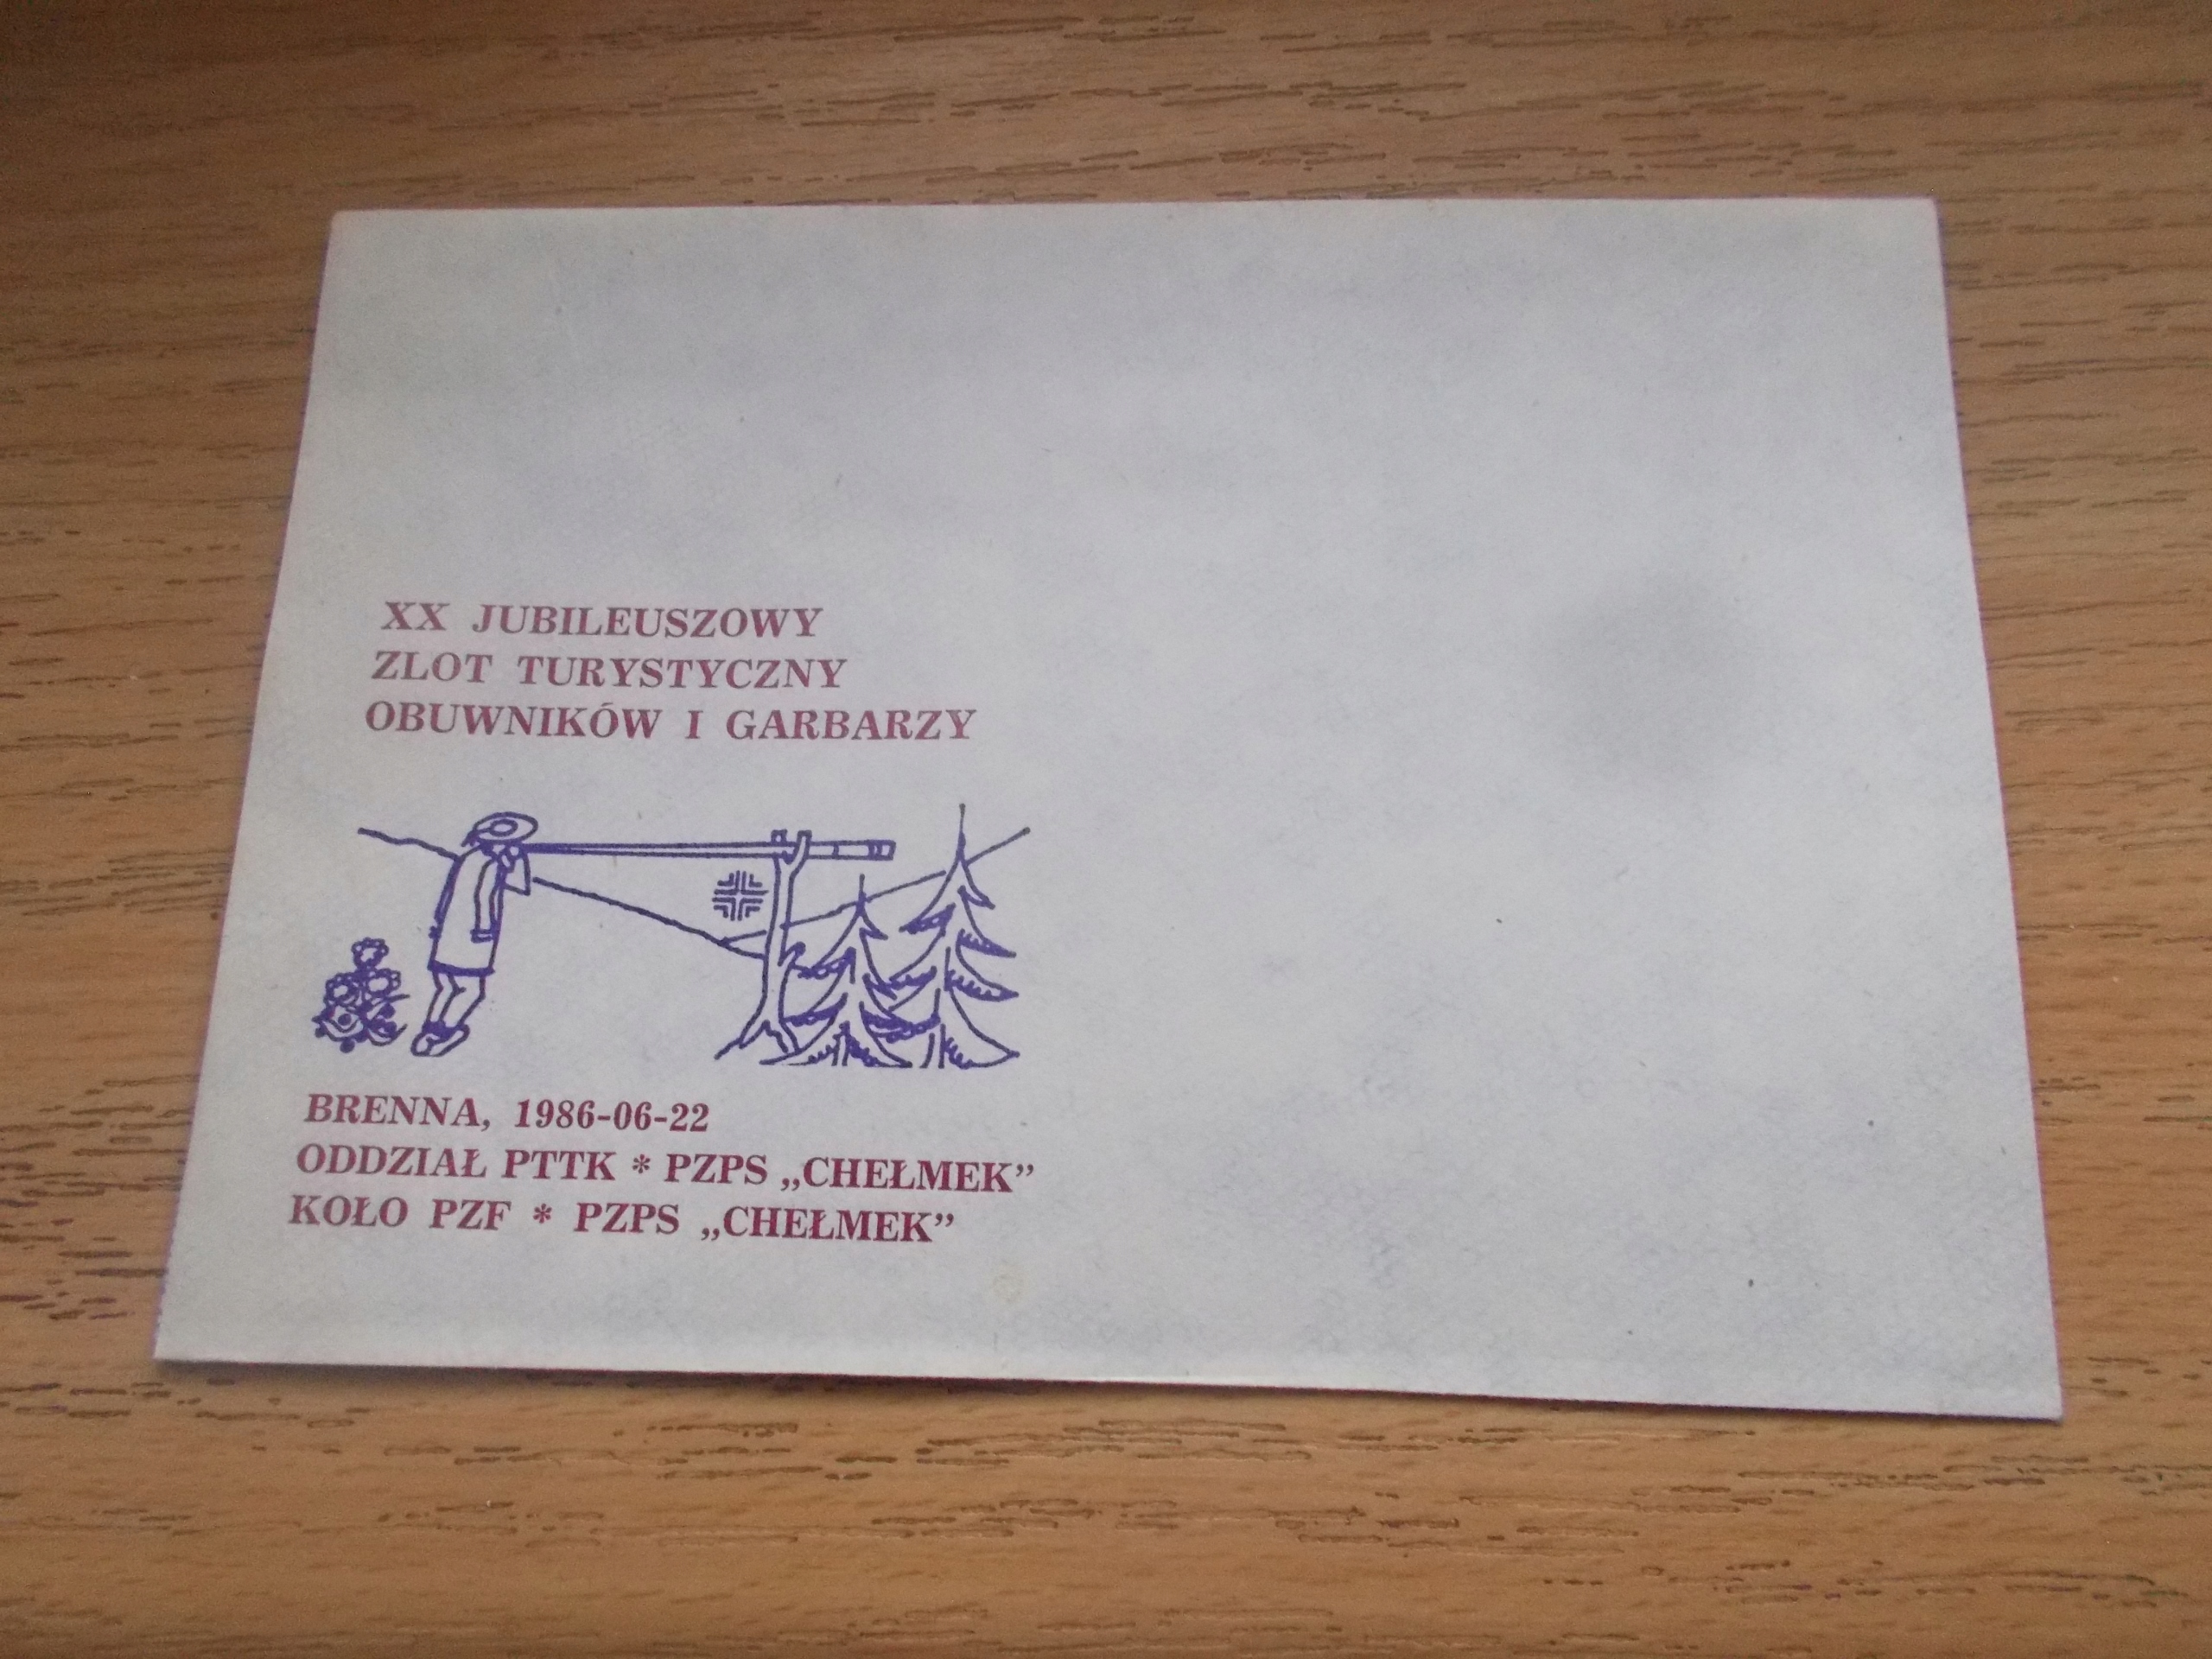 XX JUBILEUSZOWY
ZLOT TURYSTYCZNY
OBUWNIKÓW I GARBARZY
BRENNA, 1986-06-22
ODDZIAŁ PTTK * PZPS „CHEŁMEK”
KOŁO PZF * PZPS „CHEŁMEK”